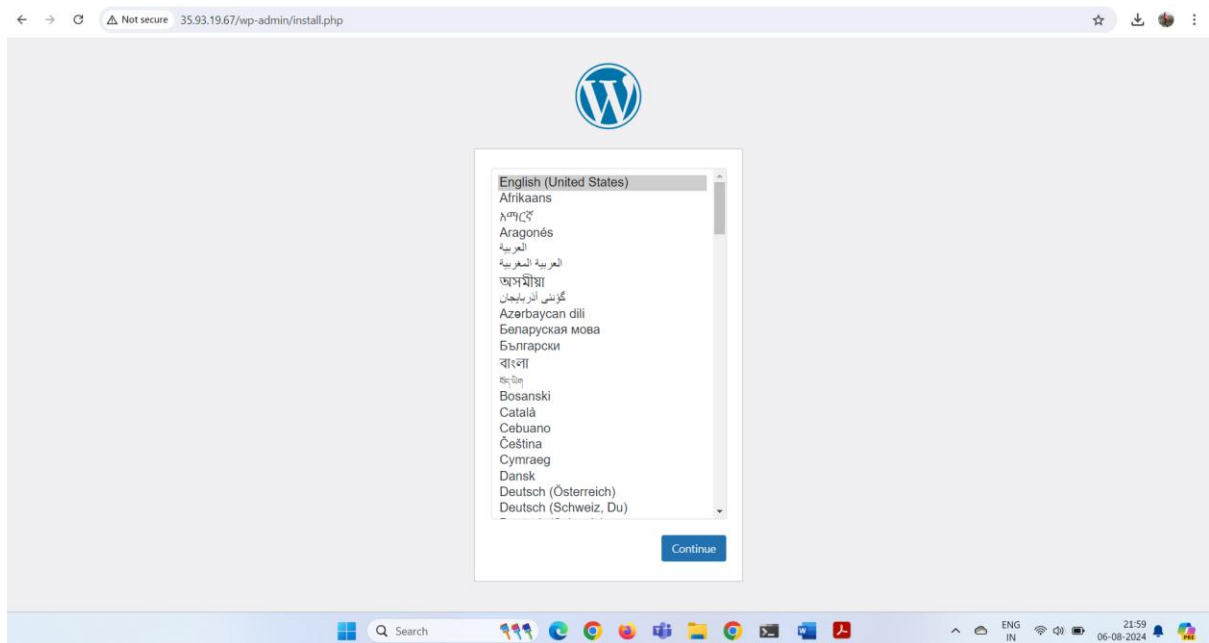 Not secure
35.93.19.67/wp-admin/install.php
English (United States)
Afrikaans
አማርኛ
Aragonés
العربية
العربية المغربية
অসমীয়া
گؤنئی آذربایجان
Azərbaycan dili
Беларуская мова
Български
বাংলা
བོད་ཡིག
Bosanski
Català
Cebuano
Čeština
Cymraeg
Dansk
Deutsch (Österreich)
Deutsch (Schweiz, Du)
Continue
Search
ENG
IN
21:59
06-08-2024